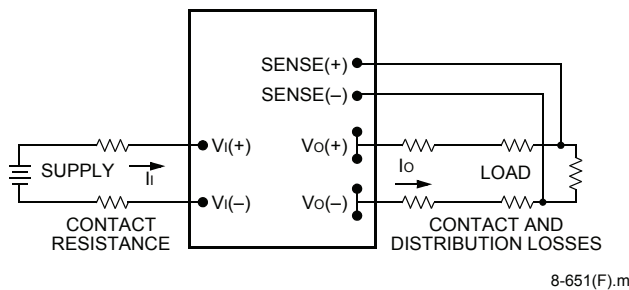 SENSE(+)
SENSE(–)
VI(+)
VO(+)
SUPPLY
II
IO
LOAD
VI(–)
VO(–)
CONTACT
RESISTANCE
CONTACT AND
DISTRIBUTION LOSSES
8-651(F).m